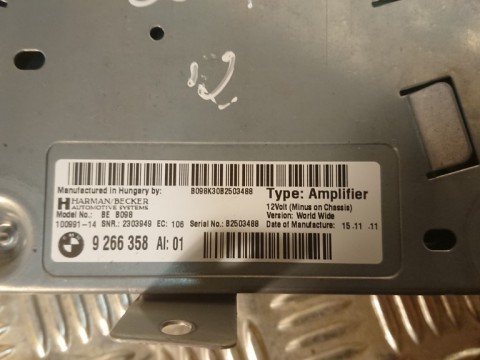 Manufactured in Hungary by:
B098K30B2503488
Type: Amplifier
HARMAN/BECKER
AUTOMOTIVE SYSTEMS
12Volt (Minus on Chassis)
Model No.: BE B098
Version: World Wide
100991-14 SNR.: 2303949 EC: 106 Serial No.: B2503488 Date of Manufacture: 15.11 .11
9 266 358 AI: 01